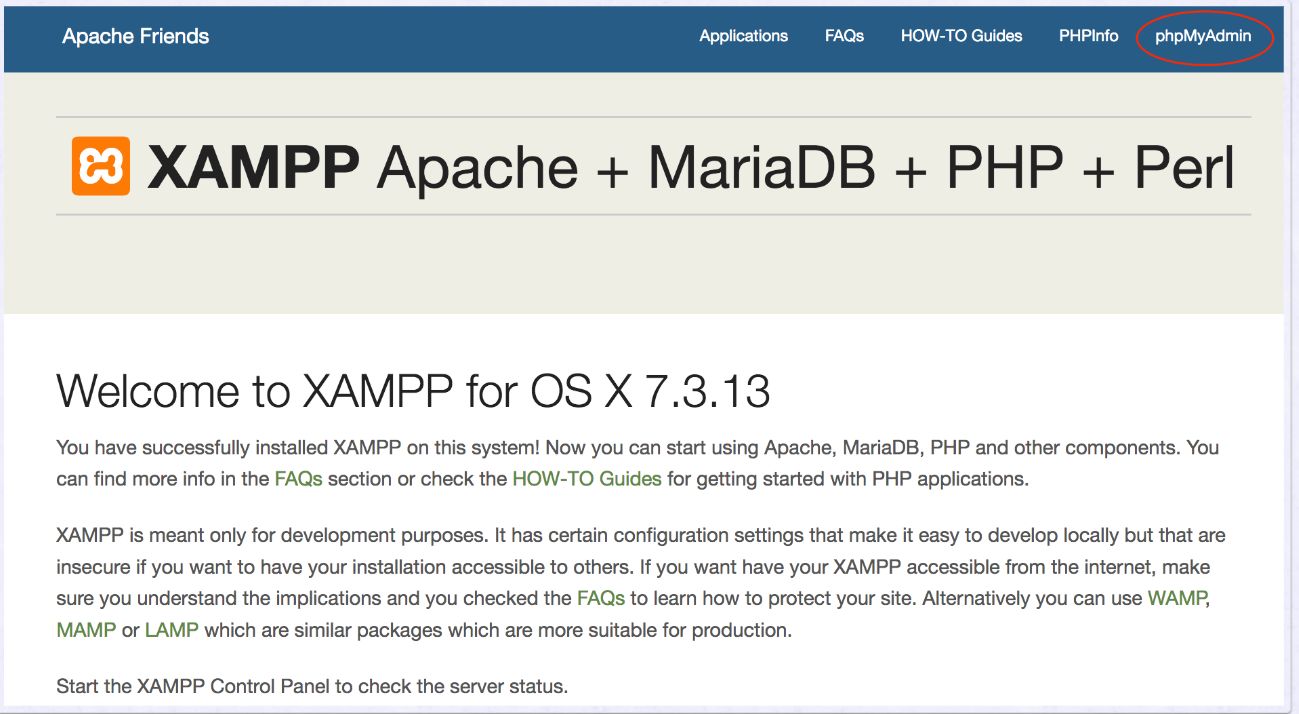 Apache Friends
Applications FAQs HOW-TO Guides PHPInfo phpMyAdmin
XAMPP Apache + MariaDB + PHP + Perl
Welcome to XAMPP for OS X 7.3.13
You have successfully installed XAMPP on this system! Now you can start using Apache, MariaDB, PHP and other components. You
can find more info in the FAQs section or check the HOW-TO Guides for getting started with PHP applications.
XAMPP is meant only for development purposes. It has certain configuration settings that make it easy to develop locally but that are
insecure if you want to have your installation accessible to others. If you want have your XAMPP accessible from the internet, make
sure you understand the implications and you checked the FAQs to learn how to protect your site. Alternatively you can use WAMP,
MAMP or LAMP which are similar packages which are more suitable for production.
Start the XAMPP Control Panel to check the server status.